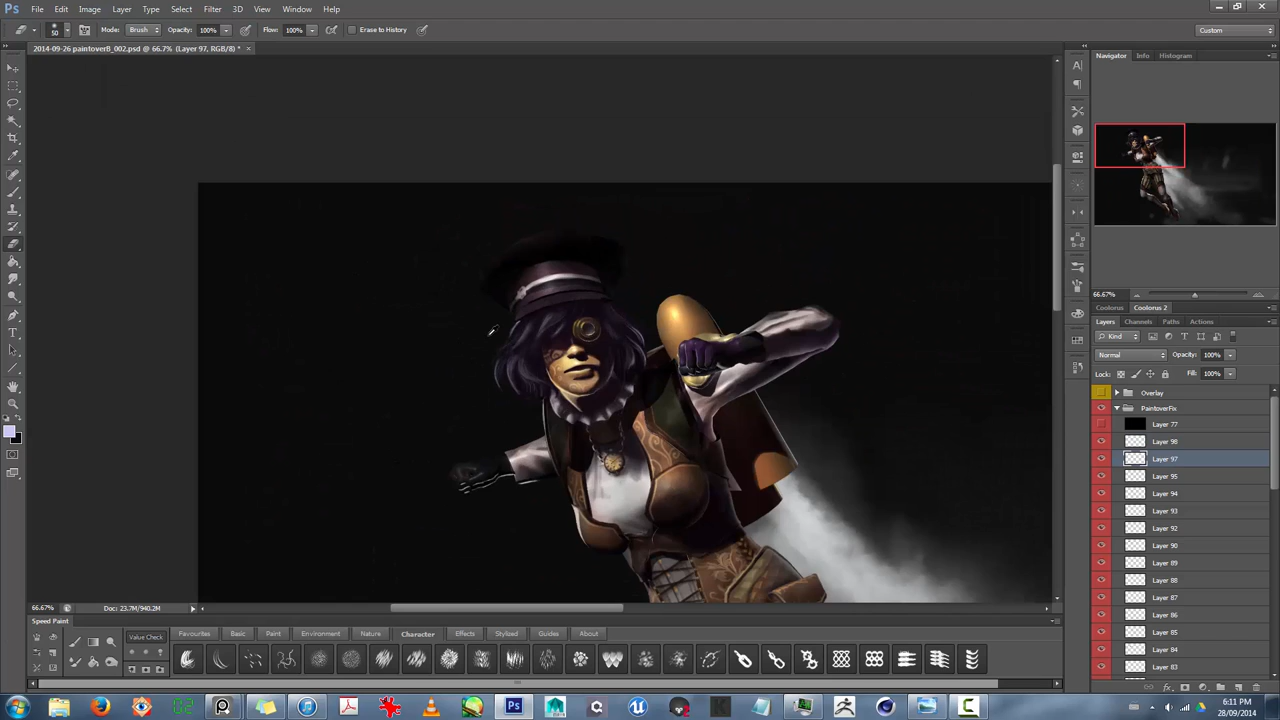 Ps File Edit Image Layer Type Select Filter 3D View Window Help
50 Mode: Brush Opacity: 100% Flow: 100% Erase to History Custom
2014-09-26 paintoverB_002.psd @ 66.7% (Layer 97, RGB/8) * ×
Navigator Info Histogram
66.67%
Coolorus Coolorus 2
Layers Channels Paths Actions
Kind
Normal Opacity: 100%
Lock: Fill: 100%
Overlay
PaintoverFix
Layer 77
Layer 98
Layer 97
Layer 95
Layer 94
Layer 93
Layer 92
Layer 90
Layer 89
Layer 88
Layer 87
Layer 86
Layer 85
Layer 84
Layer 83
66.67% Doc: 23.7M/940.2M
Speed Paint
Value Check Favourites Basic Paint Environment Nature Character Effects Stylised Guides About
6:11 PM
28/09/2014